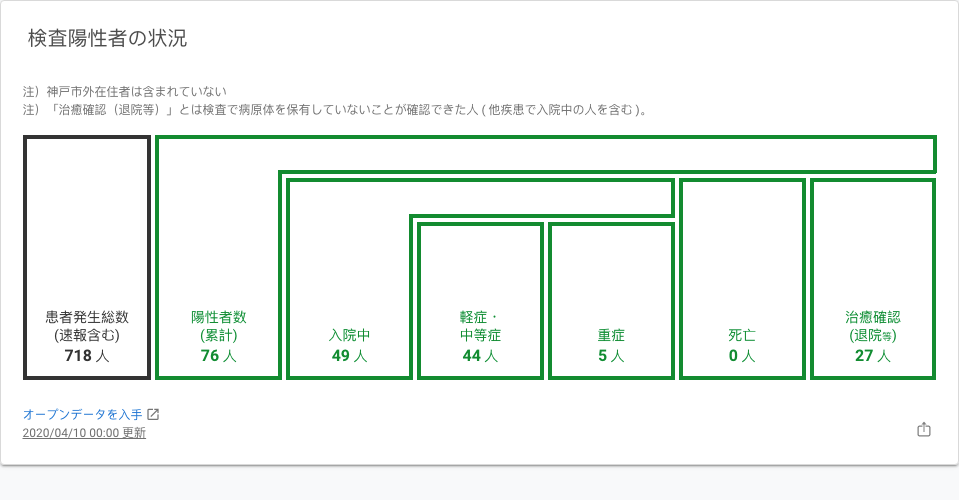 検査陽性者の状況
注）神戸市外在住者は含まれていない
注）「治癒確認（退院等）」とは検査で病原体を保有していないことが確認できた人 ( 他疾患で入院中の人を含む )。
患者発生総数
(速報含む)
718 人
陽性者数
(累計)
76 人
入院中
49 人
軽症・
中等症
44 人
重症
5 人
死亡
0 人
治癒確認
(退院等)
27 人
オープンデータを入手
2020/04/10 00:00 更新